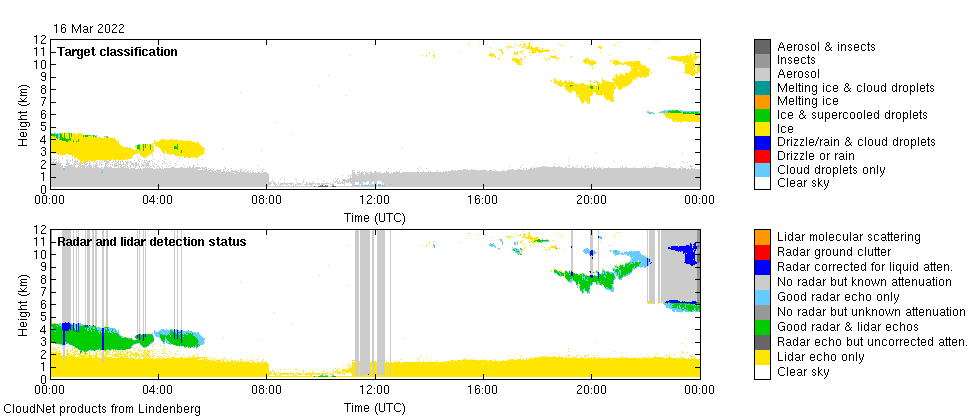 16 Mar 2022
Target classification
12
11
10
9
8
7
6
5
4
3
2
1
0
Height (km)
00:00 04:00 08:00 12:00 16:00 20:00 00:00
Time (UTC)
Aerosol & insects
Insects
Aerosol
Melting ice & cloud droplets
Melting ice
Ice & supercooled droplets
Ice
Drizzle/rain & cloud droplets
Drizzle or rain
Cloud droplets only
Clear sky
Radar and lidar detection status
12
11
10
9
8
7
6
5
4
3
2
1
0
Height (km)
00:00 04:00 08:00 12:00 16:00 20:00 00:00
Time (UTC)
Lidar molecular scattering
Radar ground clutter
Radar corrected for liquid atten.
No radar but known attenuation
Good radar echo only
No radar but unknown attenuation
Good radar & lidar echos
Radar echo but uncorrected atten.
Lidar echo only
Clear sky
CloudNet products from Lindenberg